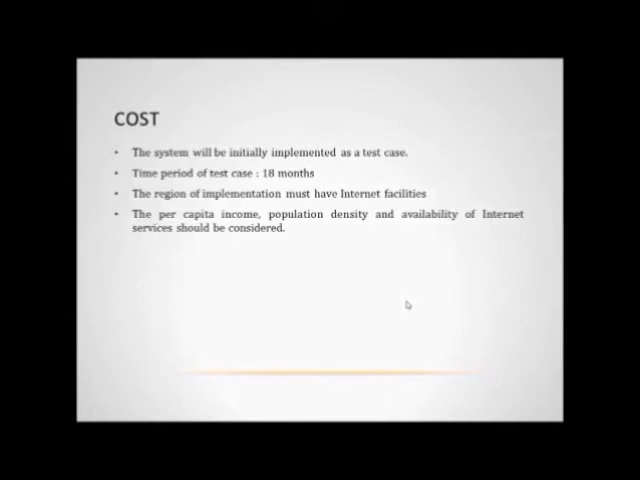 COST
• The system will be initially implemented as a test case.
• Time period of test case : 18 months
• The region of implementation must have Internet facilities
• The per capita income, population density and availability of Internet
services should be considered.